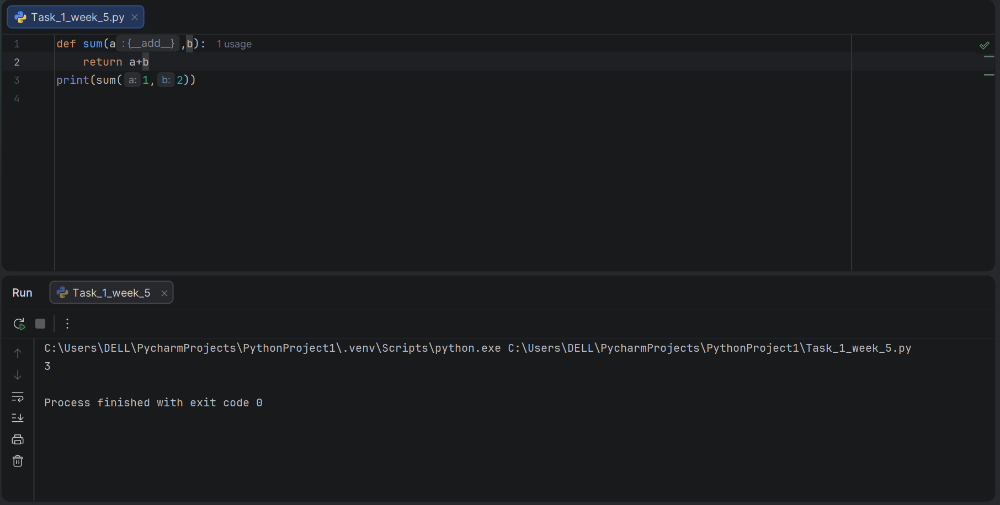 Task_1_week_5.py
1 def sum(a :{__add__} ,b): 1 usage
2 return a+b
3 print(sum( a: 1, b: 2))
4
Run Task_1_week_5
C:\Users\DELL\PycharmProjects\PythonProject1\.venv\Scripts\python.exe C:\Users\DELL\PycharmProjects\PythonProject1\Task_1_week_5.py
3
Process finished with exit code 0